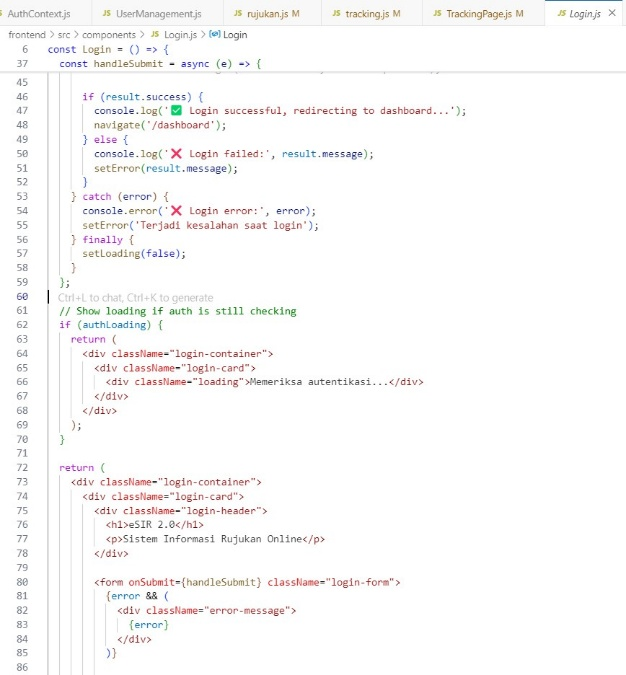 AuthContext.js JS UserManagement.js JS rujukan.js M JS tracking.js M JS TrackingPage.js M JS Login.js ×
frontend > src > components > JS Login.js > Login
6 const Login = () => {
37 const handleSubmit = async (e) => {
45
46 if (result.success) {
47 console.log('✅ Login successful, redirecting to dashboard...');
48 navigate('/dashboard');
49 } else {
50 console.log('❌ Login failed:', result.message);
51 setError(result.message);
52 }
53 } catch (error) {
54 console.error('❌ Login error:', error);
55 setError('Terjadi kesalahan saat login');
56 } finally {
57 setLoading(false);
58 }
59 };
60 Ctrl+L to chat, Ctrl+K to generate
61 // Show loading if auth is still checking
62 if (authLoading) {
63 return (
64 <div className="login-container">
65 <div className="login-card">
66 <div className="loading">Memeriksa autentikasi...</div>
67 </div>
68 </div>
69 );
70 }
71
72 return (
73 <div className="login-container">
74 <div className="login-card">
75 <div className="login-header">
76 <h1>eSIR 2.0</h1>
77 <p>Sistem Informasi Rujukan Online</p>
78 </div>
79
80 <form onSubmit={handleSubmit} className="login-form">
81 {error && (
82 <div className="error-message">
83 {error}
84 </div>
85 )}
86